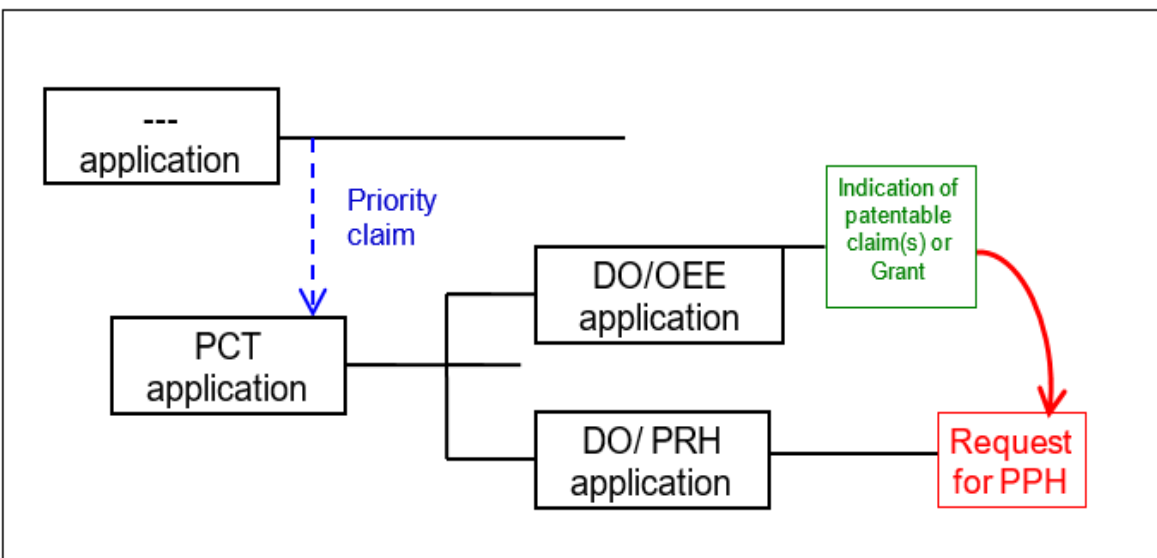 ---
application
Priority
claim
Indication of
patentable
claim(s) or
Grant
DO/OEE
application
PCT
application
DO/ PRH
application
Request
for PPH